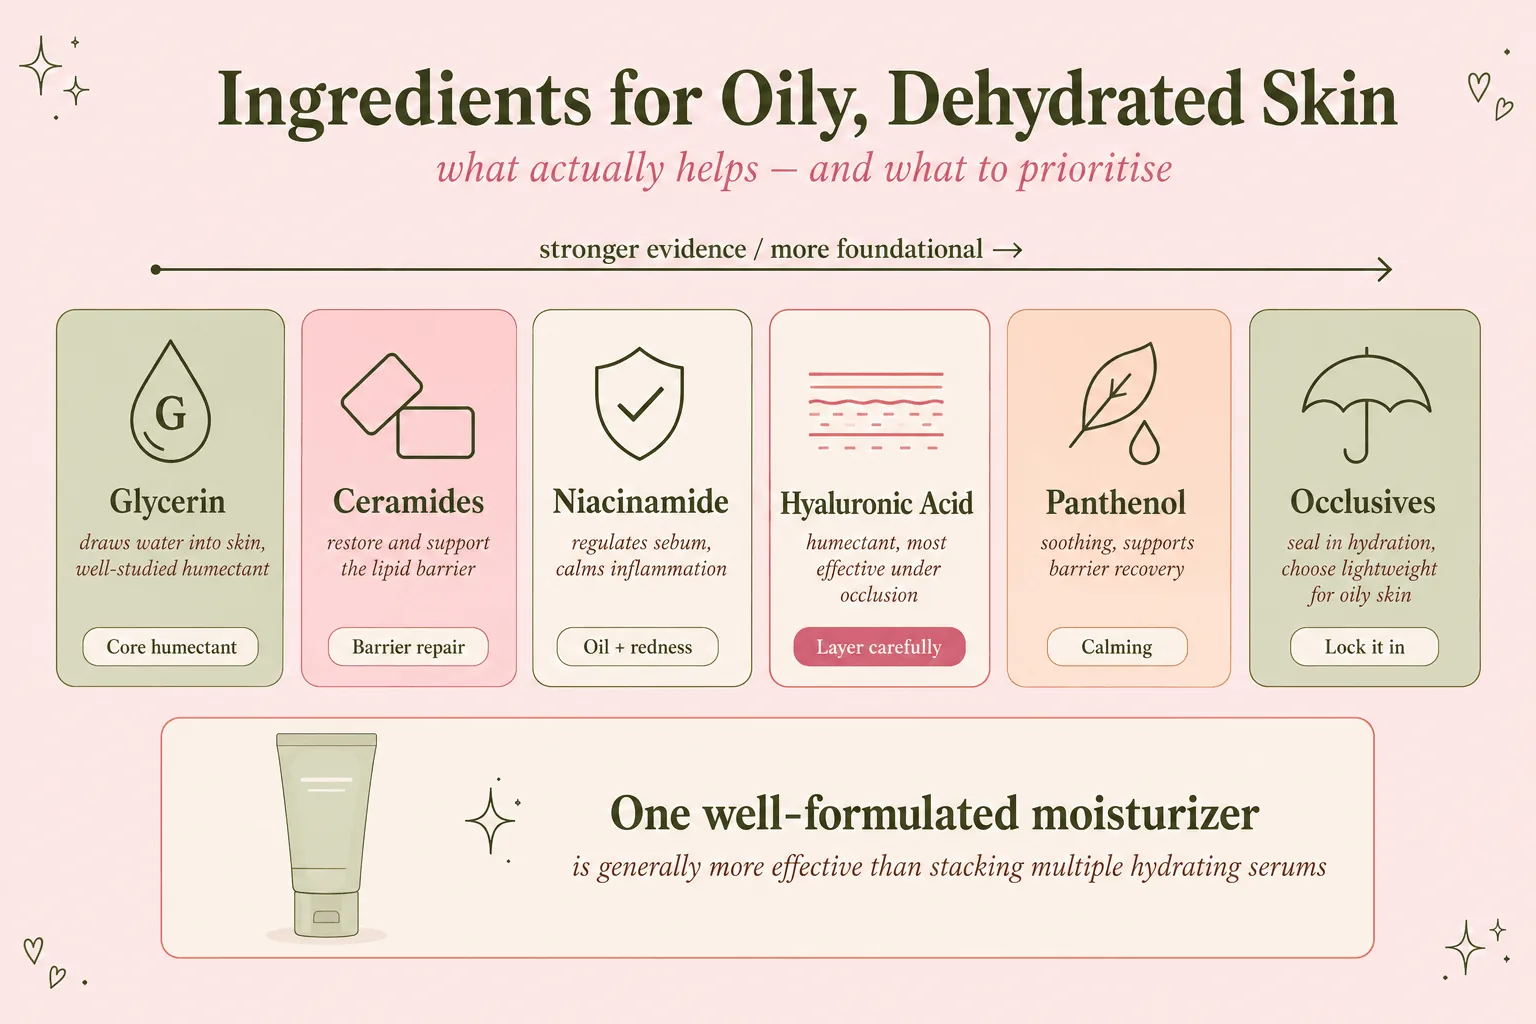 Ingredients for Oily, Dehydrated Skin
what actually helps — and what to prioritise
stronger evidence / more foundational →
G
Glycerin
draws water into skin,
well-studied humectant
Core humectant
Ceramides
restore and support
the lipid barrier
Barrier repair
Niacinamide
regulates sebum,
calms inflammation
Oil + redness
Hyaluronic Acid
humectant, most
effective under
occlusion
Layer carefully
Panthenol
soothing, supports
barrier recovery
Calming
Occlusives
seal in hydration,
choose lightweight
for oily skin
Lock it in
One well-formulated moisturizer
is generally more effective than stacking multiple hydrating serums